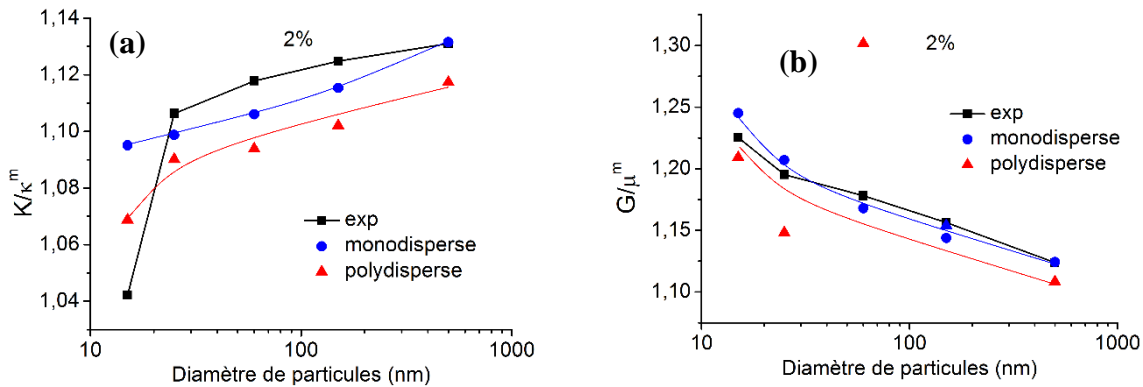 (a)
2%
K/κᵐ
1,14
1,12
1,10
1,08
1,06
1,04
exp
monodisperse
polydisperse
10
100
1000
Diamètre de particules (nm)
(b)
2%
G/μᵐ
1,30
1,25
1,20
1,15
1,10
exp
monodisperse
polydisperse
10
100
1000
Diamètre de particules (nm)